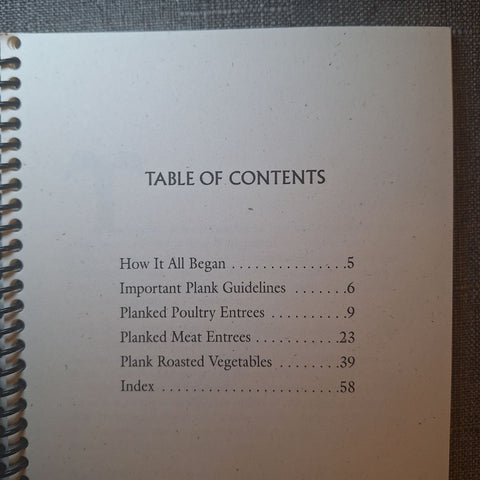 TABLE OF CONTENTS
How It All Began . . . . . . . . . . . . . . .5
Important Plank Guidelines . . . . . . .6
Planked Poultry Entrees . . . . . . . . . .9
Planked Meat Entrees . . . . . . . . . . .23
Plank Roasted Vegetables . . . . . . . .39
Index . . . . . . . . . . . . . . . . . . . . . . .58